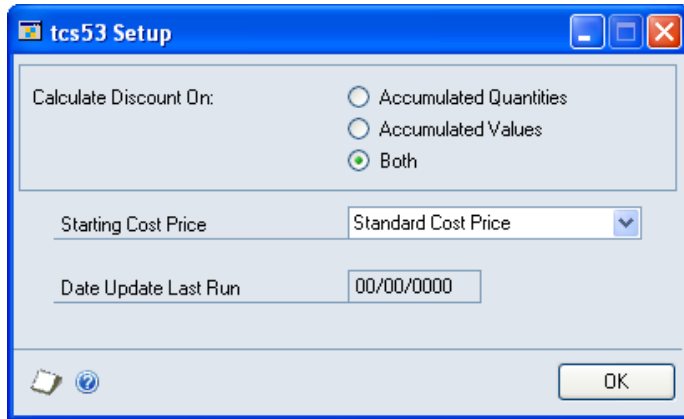 tcs53 Setup
Calculate Discount On:
Accumulated Quantities
Accumulated Values
Both
Starting Cost Price
Standard Cost Price
Date Update Last Run
00/00/0000
OK